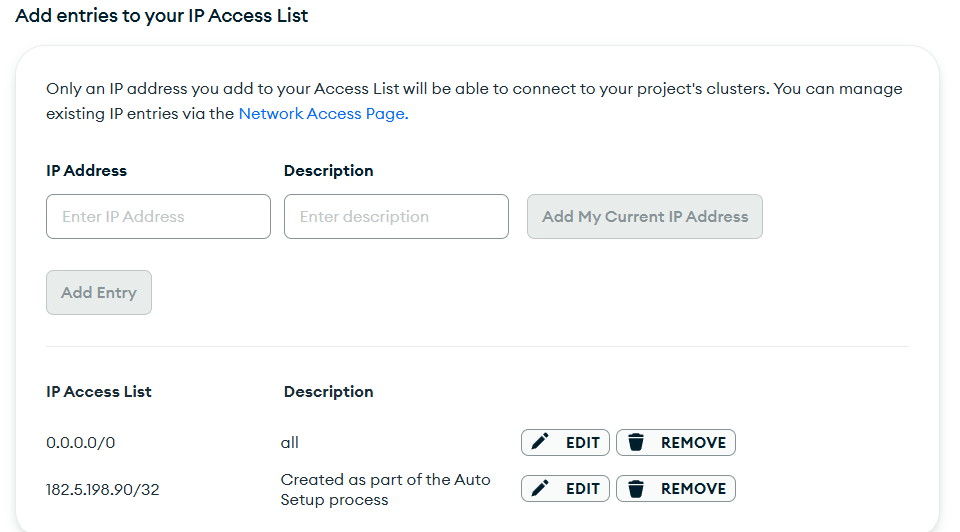 Add entries to your IP Access List
Only an IP address you add to your Access List will be able to connect to your project's clusters. You can manage
existing IP entries via the Network Access Page.
IP Address
Description
Enter IP Address
Enter description
Add My Current IP Address
Add Entry
IP Access List
Description
0.0.0.0/0
all
EDIT
REMOVE
182.5.198.90/32
Created as part of the Auto
Setup process
EDIT
REMOVE